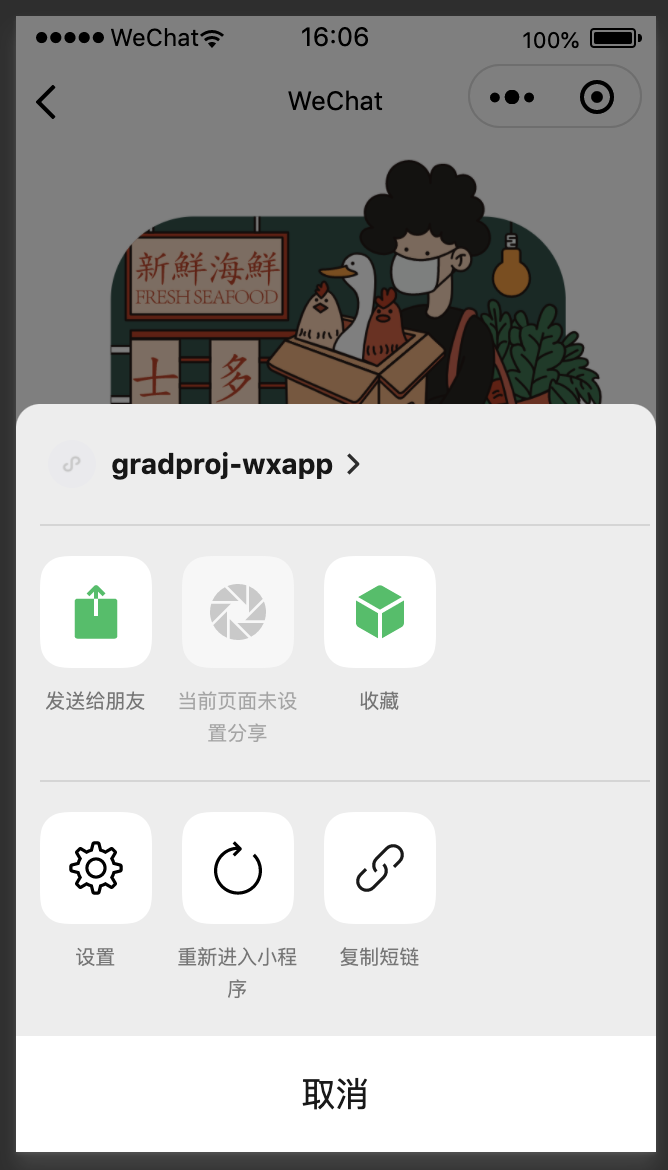 WeChat
16:06
100%
WeChat
新鮮海鮮
FRESH SEAFOOD
士多
gradproj-wxapp
发送给朋友
当前页面未设
置分享
收藏
设置
重新进入小程
序
复制短链
取消